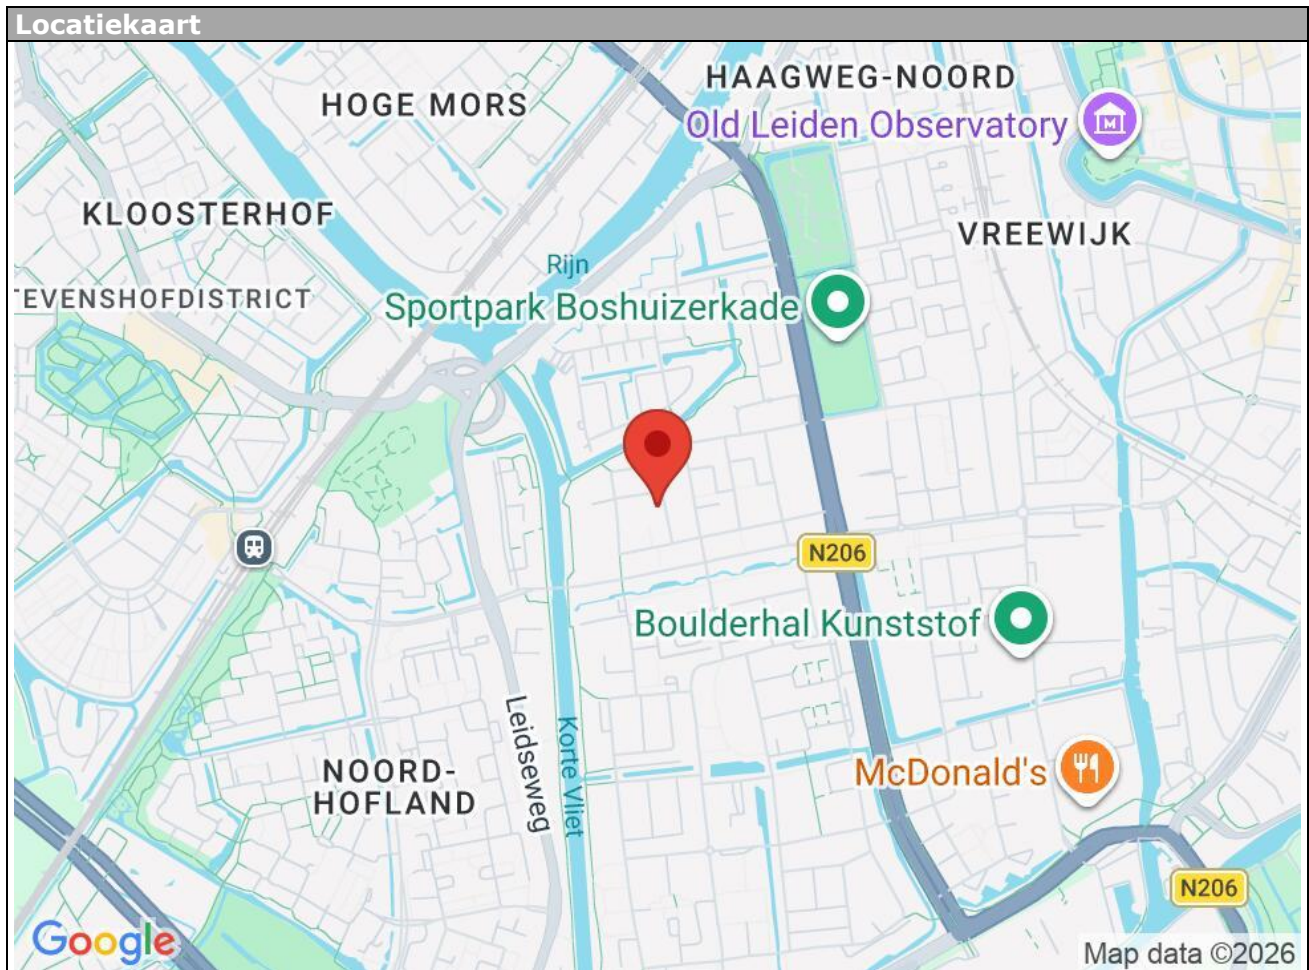 Locatiekaart
HAAGWEG-NOORD
HOGE MORS
Old Leiden Observatory
KLOOSTERHOF
VREEWIJK
Rijn
TEVENSHOFDISTRICT
Sportpark Boshuizerkade
N206
Boulderhal Kunststof
Leidseweg
Korte Vliet
NOORD-
HOFLAND
McDonald's
N206
Google
Map data ©2026